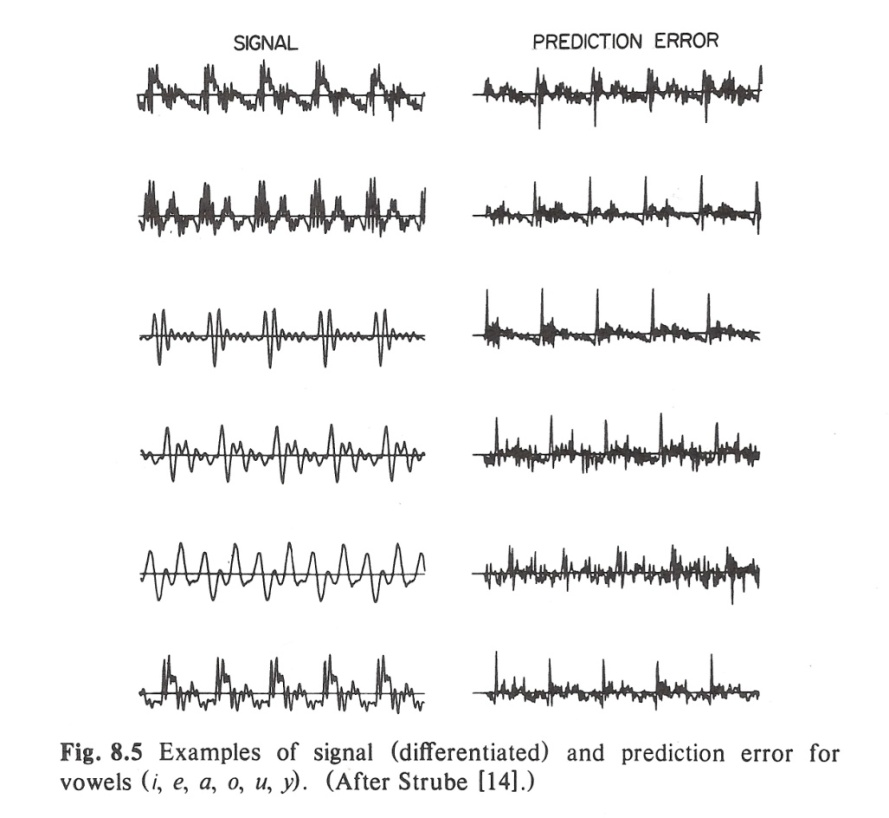 SIGNAL PREDICTION ERROR
Fig. 8.5 Examples of signal (differentiated) and prediction error for
vowels (i, e, a, o, u, y). (After Strube [14].)